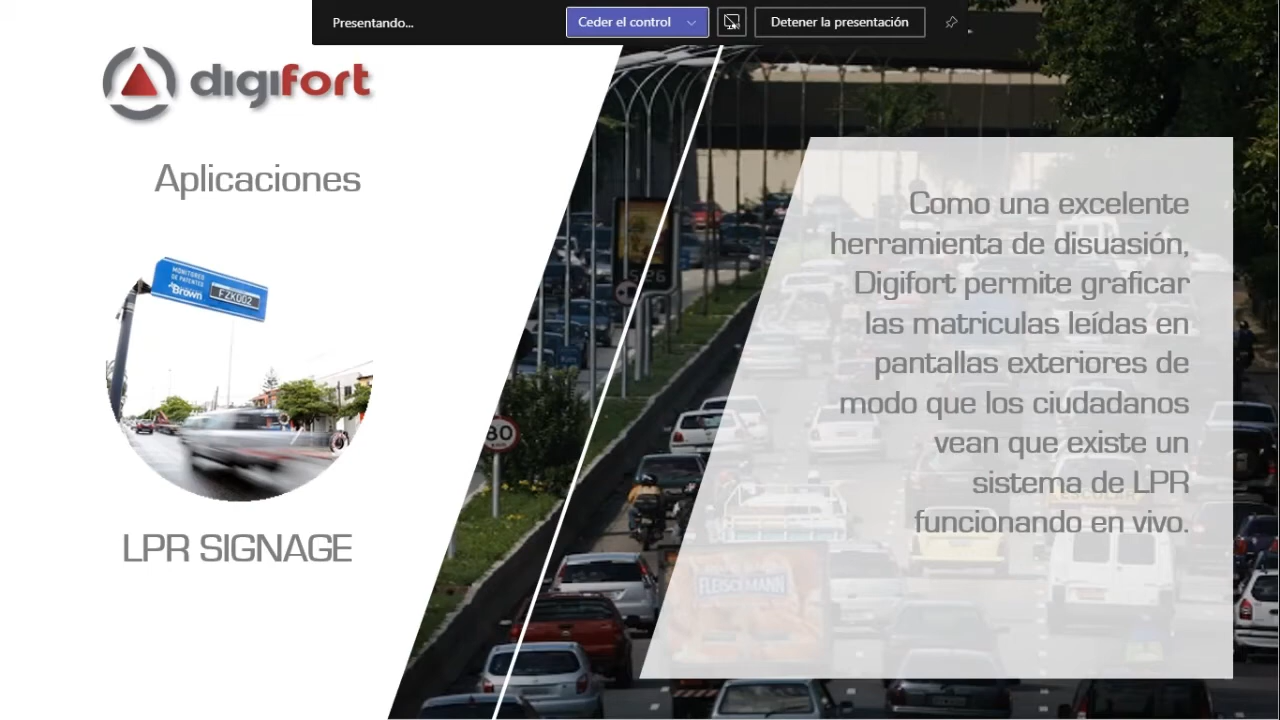 Presentando...
Ceder el control
Detener la presentación
digifort
Aplicaciones
MONITOREO
DE PATENTES
Brown
FZK002
LPR SIGNAGE
80
Como una excelente
herramienta de disuasión,
Digifort permite graficar
las matriculas leídas en
pantallas exteriores de
modo que los ciudadanos
vean que existe un
sistema de LPR
funcionando en vivo.
ESCOLAR
FLEISCHMANN